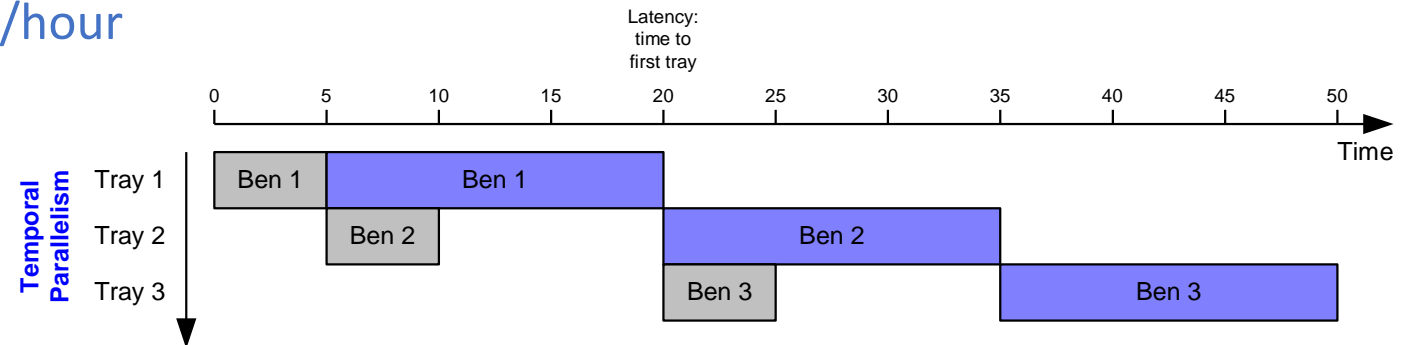 /hour
Latency:
time to
first tray
0 5 10 15 20 25 30 35 40 45 50
Time
Temporal
Parallelism
Tray 1 Ben 1 Ben 1
Tray 2 Ben 2 Ben 2
Tray 3 Ben 3 Ben 3